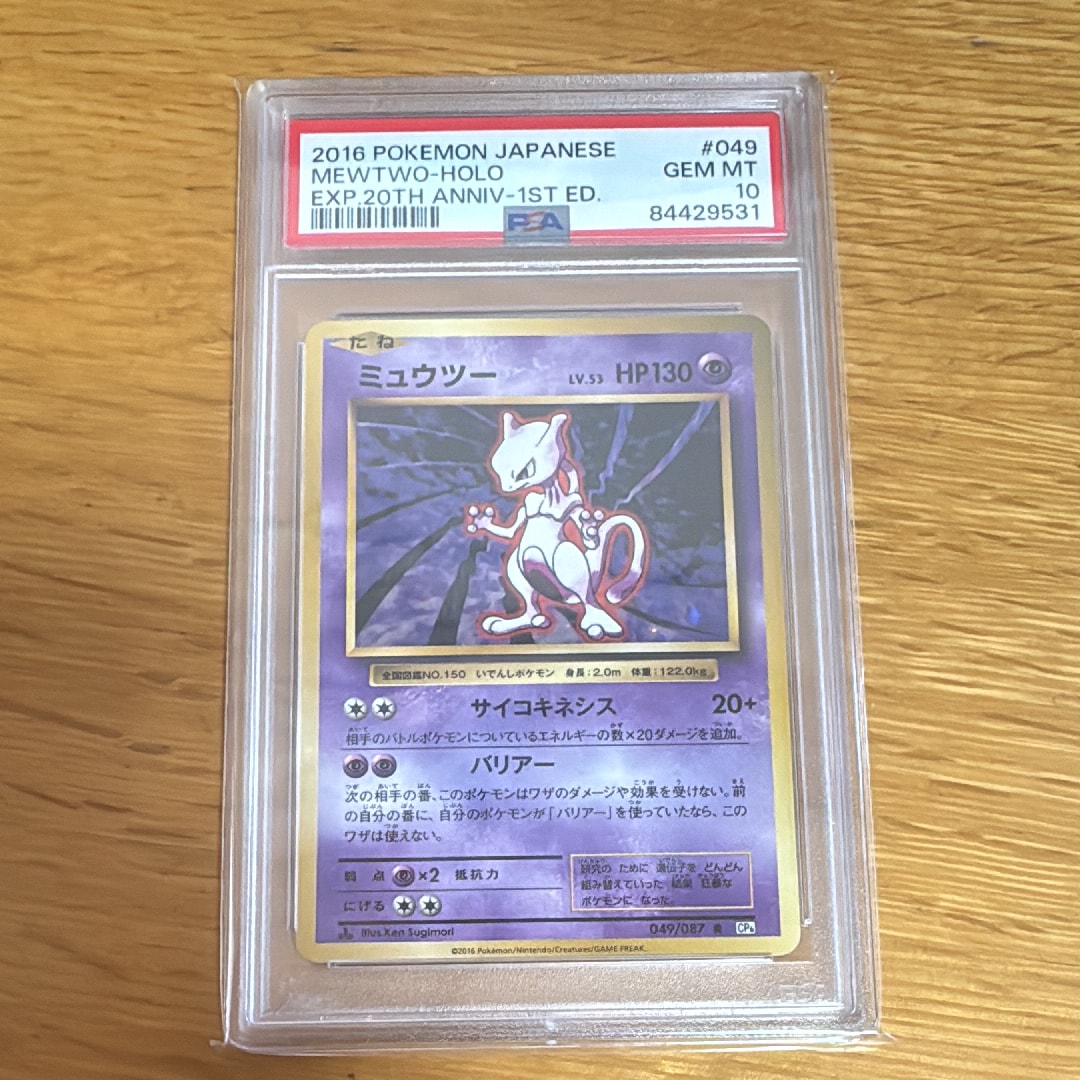 2016 POKEMON JAPANESE #049
MEWTWO-HOLO GEM MT
EXP.20TH ANNIV-1ST ED. 10
PSA 84429531
たね
ミュウツー LV.53 HP130
全国図鑑NO.150 いでんしポケモン 身長:2.0m 体重:122.0kg
サイコキネシス 20+
相手のバトルポケモンについているエネルギーの数×20ダメージを追加。
バリアー
次の相手の番、このポケモンはワザのダメージや効果を受けない。前
の自分の番に、自分のポケモンが「バリアー」を使っていたなら、この
ワザは使えない。
弱点 ×2 抵抗力
にげる
研究の ために 遺伝子を どんどん
組み替えていった 結果 狂暴な
ポケモンに なった。
Illus.Ken Sugimori 049/087 R CP6
©2016 Pokémon/Nintendo/Creatures/GAME FREAK.